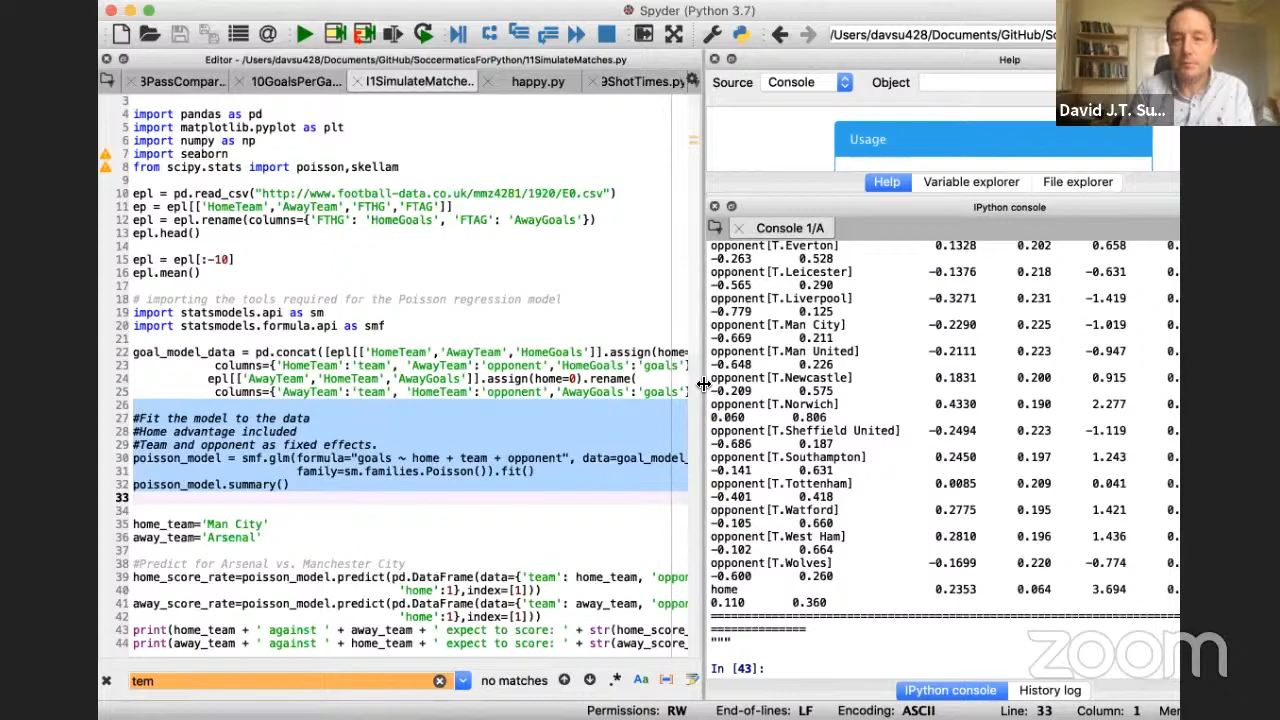 Spyder (Python 3.7)
/Users/davsu428/Documents/GitHub/Soc
Editor - /Users/davsu428/Documents/GitHub/SoccermaticsForPython/11SimulateMatches.py
Help
3PassCompar...
10GoalsPerGa...
l1SimulateMatche...
happy.py
9ShotTimes.py
Source
Console
Object
David J.T. Su...
Usage
Help
Variable explorer
File explorer
IPython console
Console 1/A
3
4 import pandas as pd
5 import matplotlib.pyplot as plt
6 import numpy as np
7 import seaborn
8 from scipy.stats import poisson,skellam
9
10 epl = pd.read_csv("http://www.football-data.co.uk/mmz4281/1920/E0.csv")
11 ep = epl[['HomeTeam','AwayTeam','FTHG','FTAG']]
12 epl = epl.rename(columns={'FTHG': 'HomeGoals', 'FTAG': 'AwayGoals'})
13 epl.head()
14
15 epl = epl[:-10]
16 epl.mean()
17
18 # importing the tools required for the Poisson regression model
19 import statsmodels.api as sm
20 import statsmodels.formula.api as smf
21
22 goal_model_data = pd.concat([epl[['HomeTeam','AwayTeam','HomeGoals']].assign(home=
23 columns={'HomeTeam':'team', 'AwayTeam':'opponent','HomeGoals':'goals'}
24 epl[['AwayTeam','HomeTeam','AwayGoals']].assign(home=0).rename(
25 columns={'AwayTeam':'team', 'HomeTeam':'opponent','AwayGoals':'goals'}
26
27 #Fit the model to the data
28 #Home advantage included
29 #Team and opponent as fixed effects.
30 poisson_model = smf.glm(formula="goals ~ home + team + opponent", data=goal_model_
31 family=sm.families.Poisson()).fit()
32 poisson_model.summary()
33
34
35 home_team='Man City'
36 away_team='Arsenal'
37
38 #Predict for Arsenal vs. Manchester City
39 home_score_rate=poisson_model.predict(pd.DataFrame(data={'team': home_team, 'oppon
40 'home':1},index=[1]))
41 away_score_rate=poisson_model.predict(pd.DataFrame(data={'team': away_team, 'oppon
42 'home':1},index=[1]))
43 print(home_team + ' against ' + away_team + ' expect to score: ' + str(home_score_
44 print(away_team + ' against ' + home_team + ' expect to score: ' + str(away_score_
opponent[T.Everton] 0.1328 0.202 0.658 0.
-0.263 0.528
opponent[T.Leicester] -0.1376 0.218 -0.631 0.
-0.565 0.290
opponent[T.Liverpool] -0.3271 0.231 -1.419 0.
-0.779 0.125
opponent[T.Man City] -0.2290 0.225 -1.019 0.
-0.669 0.211
opponent[T.Man United] -0.2111 0.223 -0.947 0.
-0.648 0.226
opponent[T.Newcastle] 0.1831 0.200 0.915 0.
-0.209 0.575
opponent[T.Norwich] 0.4330 0.190 2.277 0.
0.060 0.806
opponent[T.Sheffield United] -0.2494 0.223 -1.119 0.
-0.686 0.187
opponent[T.Southampton] 0.2450 0.197 1.243 0.
-0.141 0.631
opponent[T.Tottenham] 0.0085 0.209 0.041 0.
-0.401 0.418
opponent[T.Watford] 0.2775 0.195 1.421 0.
-0.105 0.660
opponent[T.West Ham] 0.2810 0.196 1.436 0.
-0.102 0.664
opponent[T.Wolves] -0.1699 0.220 -0.774 0.
-0.600 0.260
home 0.2353 0.064 3.694 0.
0.110 0.360
"""
In [43]:
IPython console
History log
tem
no matches
.*
Aa
Permissions: RW
End-of-lines: LF
Encoding: ASCII
Line: 33
Column: 1
Mer
zoom